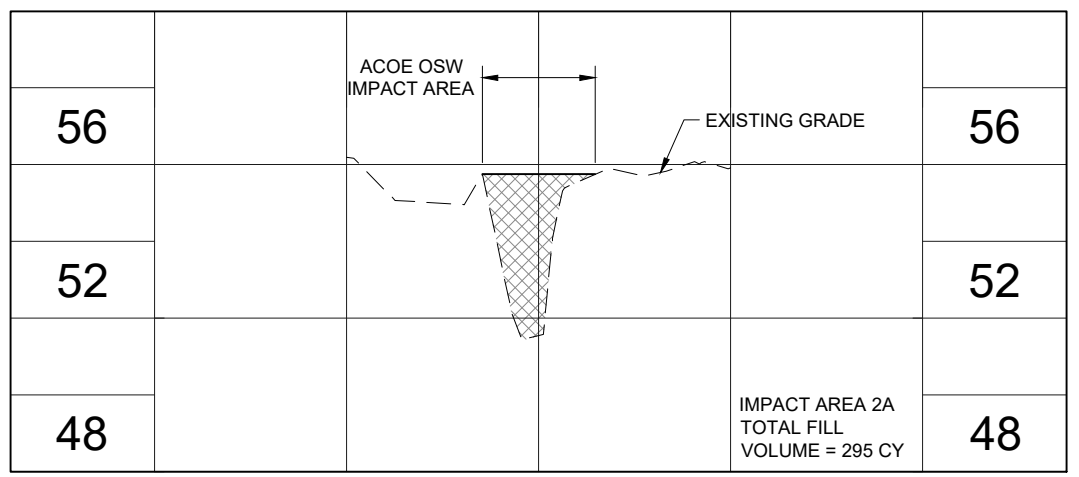 ACOE OSW
IMPACT AREA
56
EXISTING GRADE
56
52
52
48
IMPACT AREA 2A
TOTAL FILL
VOLUME = 295 CY
48